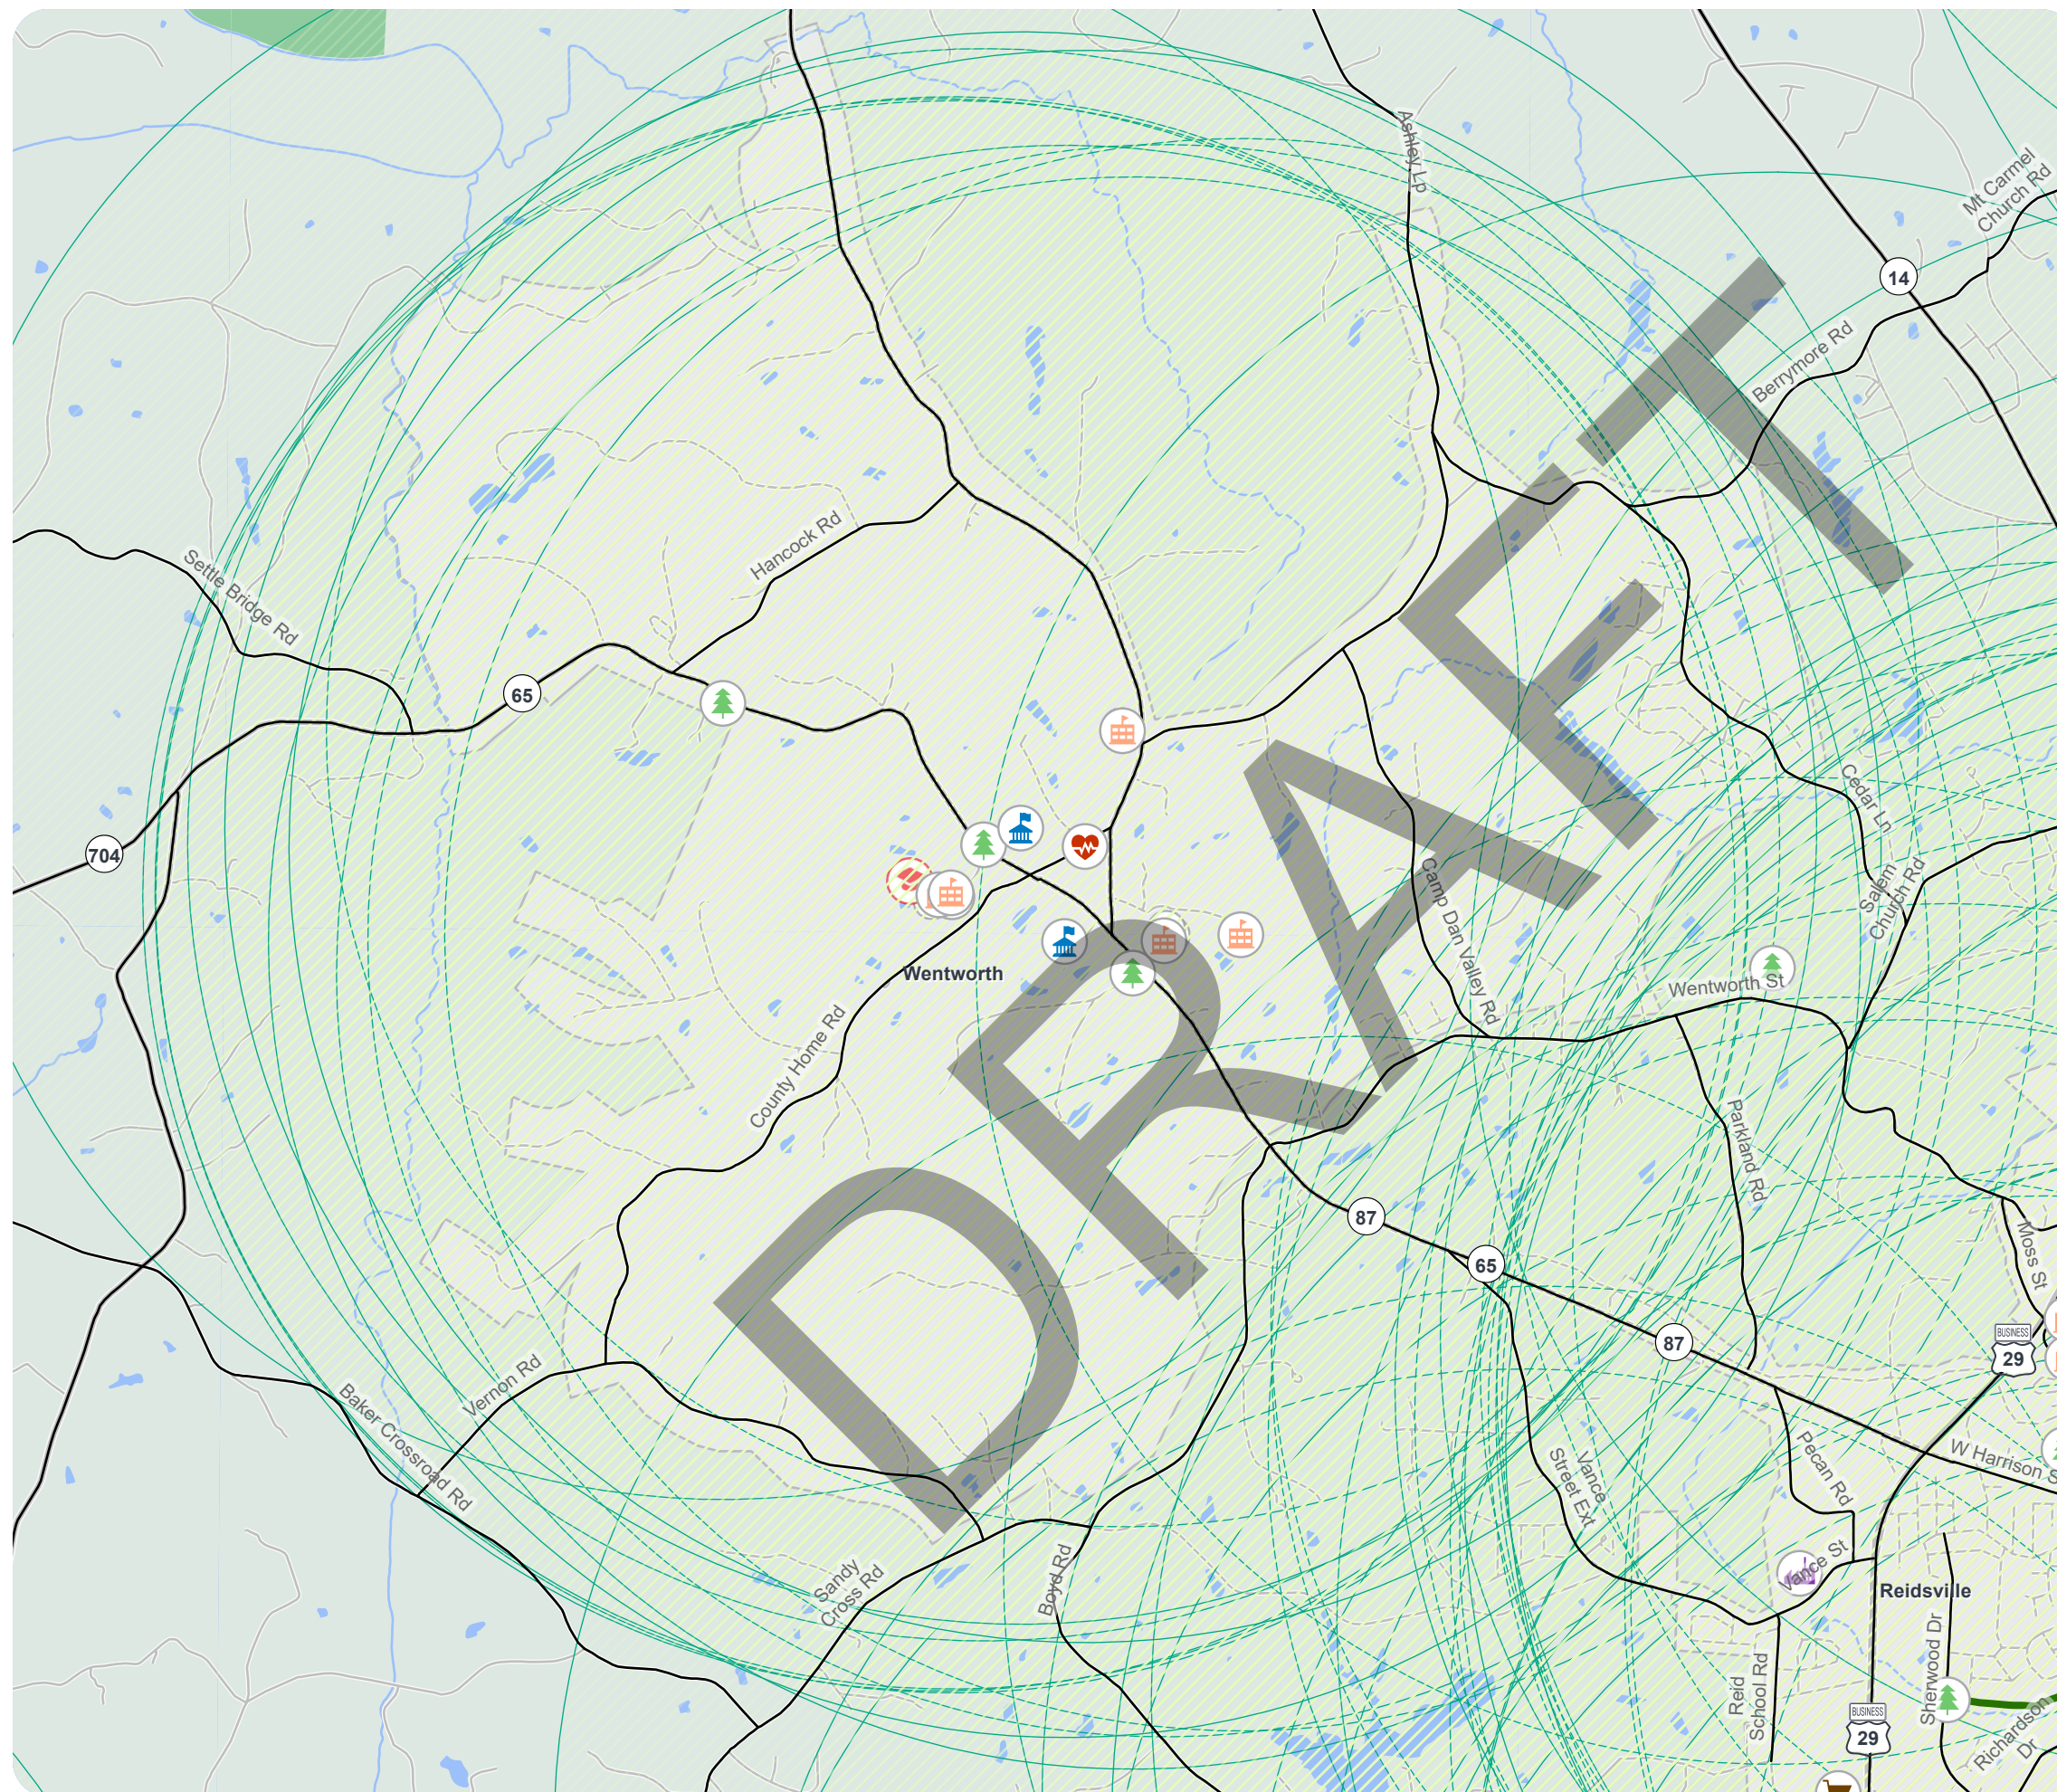 Ashley Lp
Mt Carmel
Church Rd
14
Berrymore Rd
Hancock Rd
Settle Bridge Rd
65
704
Cedar Ln
Salem
Church Rd
Camp Dan Valley Rd
Wentworth
Wentworth St
County Home Rd
DRAFT
Parkland Rd
87
65
Moss St
87
BUSINESS
29
Vernon Rd
Baker Crossroad Rd
Pecan Rd
W Harrison S
Vance
Street Ext
Vance St
Reidsville
Sandy
Cross Rd
Boyd Rd
Reid
School Rd
Sherwood Dr
BUSINESS
29
Richardson
Dr